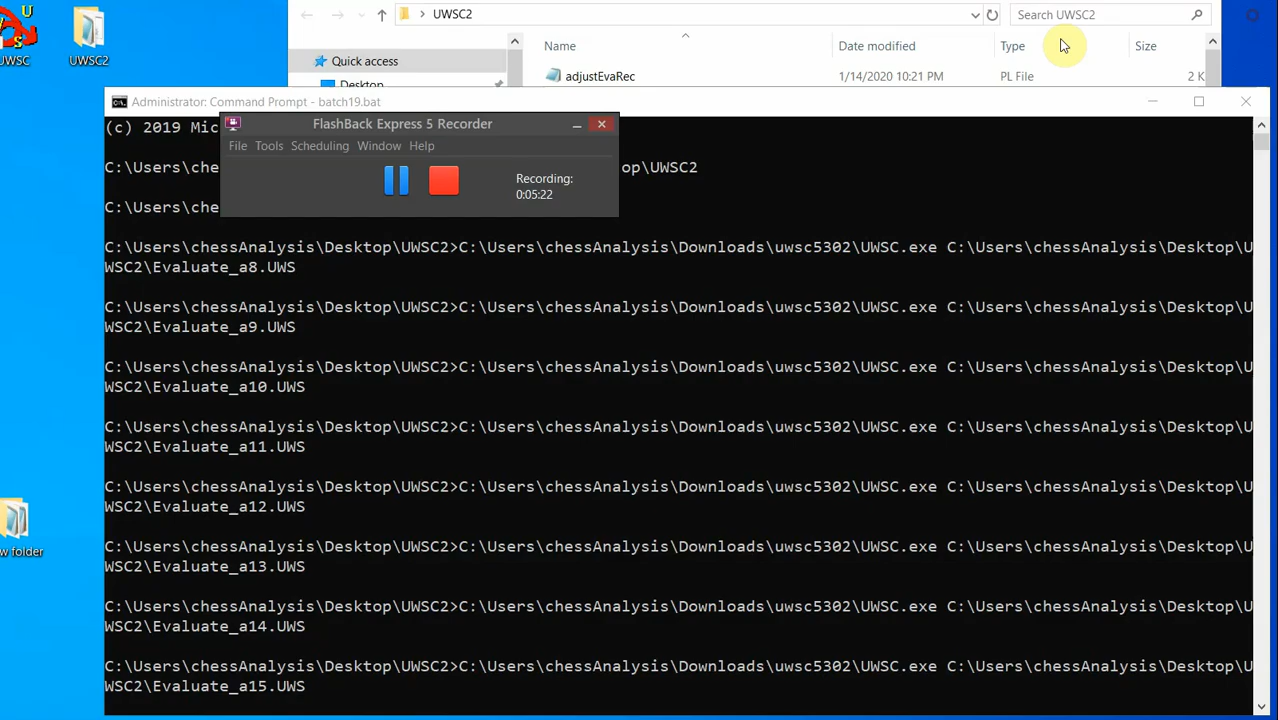 U
S
UWSC
UWSC2
UWSC2
Search UWSC2
Quick access
Desktop
Name
Date modified
Type
Size
adjustEvaRec
1/14/2020 10:21 PM
PL File
2 K
Administrator: Command Prompt - batch19.bat
(c) 2019 Mic
FlashBack Express 5 Recorder
File Tools Scheduling Window Help
Recording:
0:05:22
C:\Users\che
op\UWSC2
C:\Users\che
C:\Users\chessAnalysis\Desktop\UWSC2>C:\Users\chessAnalysis\Downloads\uwsc5302\UWSC.exe C:\Users\chessAnalysis\Desktop\U
WSC2\Evaluate_a8.UWS
C:\Users\chessAnalysis\Desktop\UWSC2>C:\Users\chessAnalysis\Downloads\uwsc5302\UWSC.exe C:\Users\chessAnalysis\Desktop\U
WSC2\Evaluate_a9.UWS
C:\Users\chessAnalysis\Desktop\UWSC2>C:\Users\chessAnalysis\Downloads\uwsc5302\UWSC.exe C:\Users\chessAnalysis\Desktop\U
WSC2\Evaluate_a10.UWS
C:\Users\chessAnalysis\Desktop\UWSC2>C:\Users\chessAnalysis\Downloads\uwsc5302\UWSC.exe C:\Users\chessAnalysis\Desktop\U
WSC2\Evaluate_a11.UWS
C:\Users\chessAnalysis\Desktop\UWSC2>C:\Users\chessAnalysis\Downloads\uwsc5302\UWSC.exe C:\Users\chessAnalysis\Desktop\U
WSC2\Evaluate_a12.UWS
C:\Users\chessAnalysis\Desktop\UWSC2>C:\Users\chessAnalysis\Downloads\uwsc5302\UWSC.exe C:\Users\chessAnalysis\Desktop\U
WSC2\Evaluate_a13.UWS
C:\Users\chessAnalysis\Desktop\UWSC2>C:\Users\chessAnalysis\Downloads\uwsc5302\UWSC.exe C:\Users\chessAnalysis\Desktop\U
WSC2\Evaluate_a14.UWS
C:\Users\chessAnalysis\Desktop\UWSC2>C:\Users\chessAnalysis\Downloads\uwsc5302\UWSC.exe C:\Users\chessAnalysis\Desktop\U
WSC2\Evaluate_a15.UWS
w folder